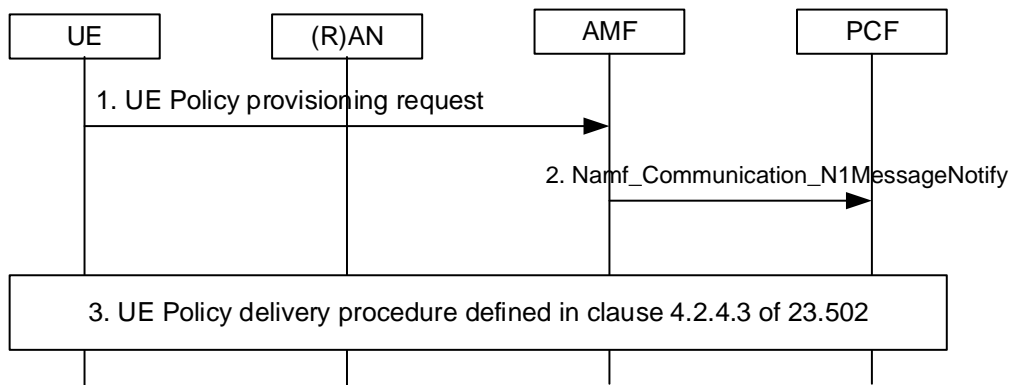 UE
(R)AN
AMF
PCF
1. UE Policy provisioning request
2. Namf_Communication_N1MessageNotify
3. UE Policy delivery procedure defined in clause 4.2.4.3 of 23.502